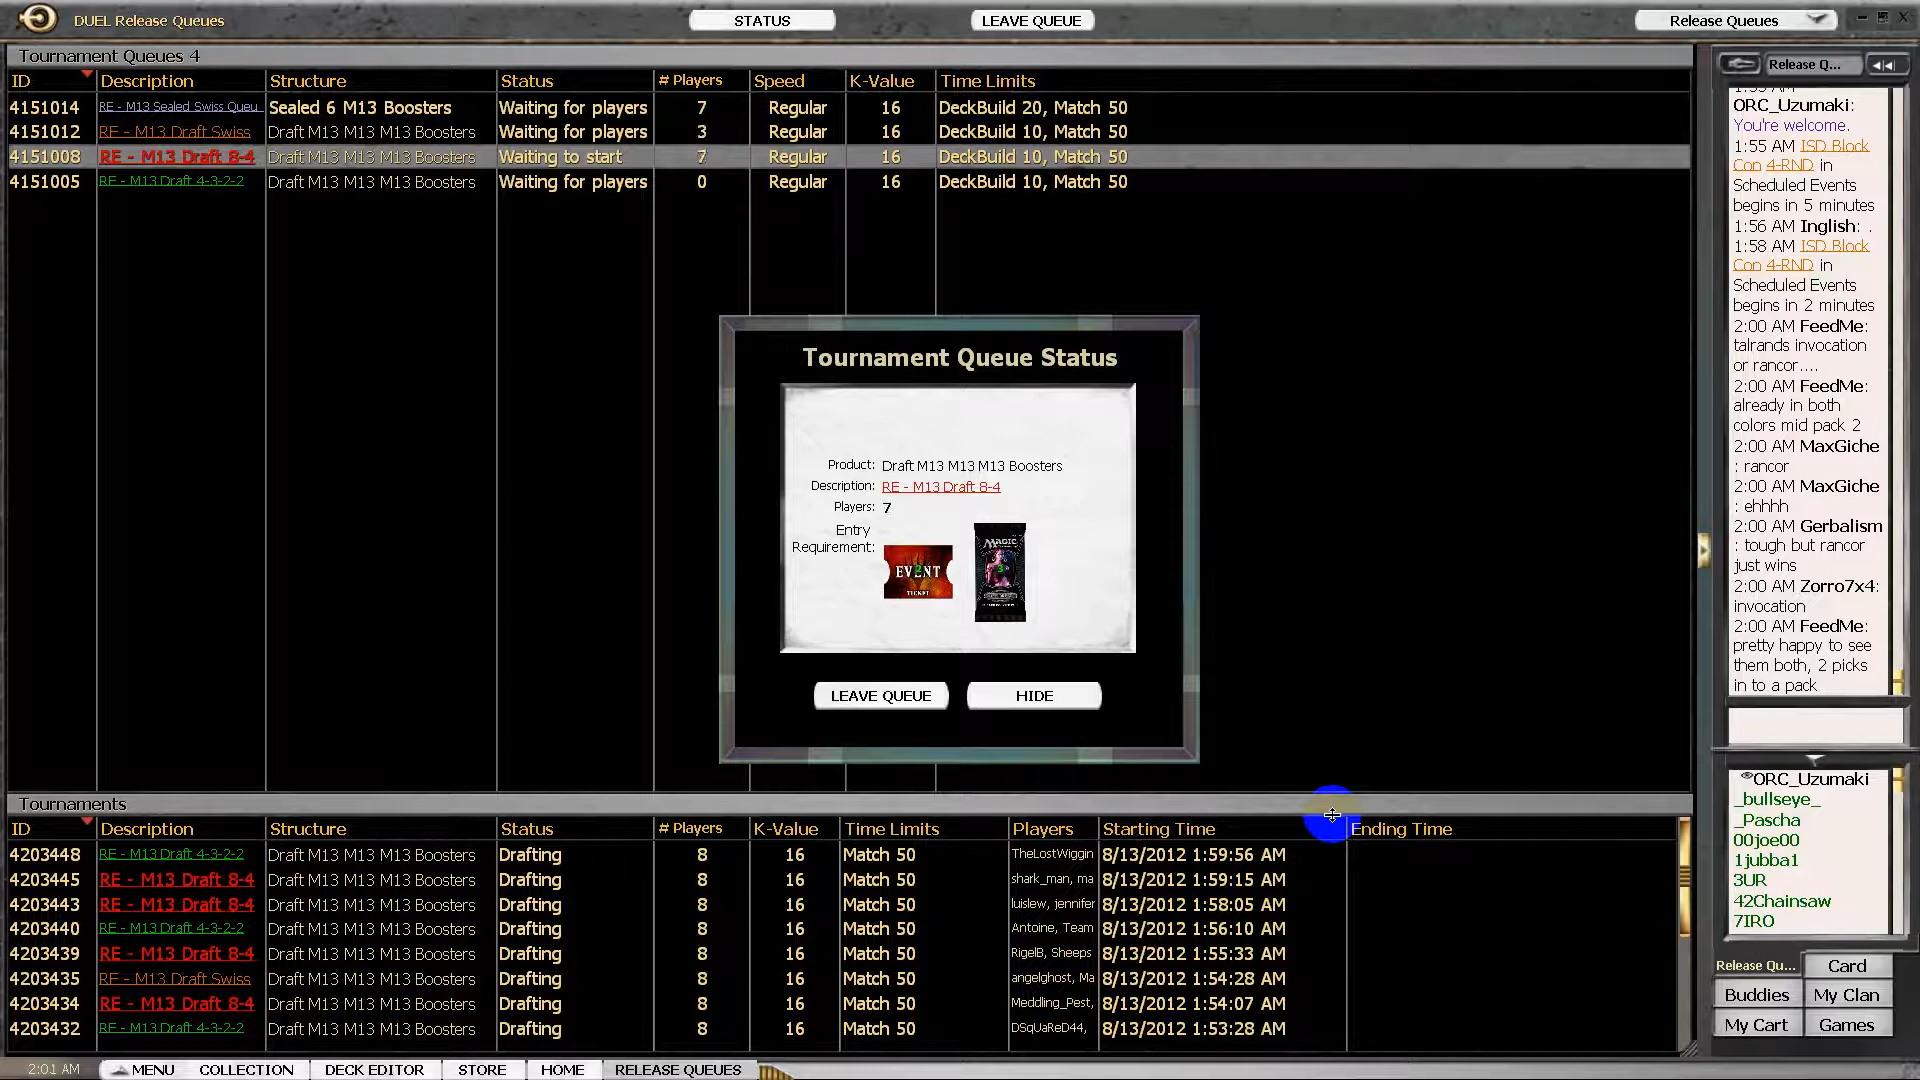 DUEL Release Queues
STATUS
LEAVE QUEUE
Release Queues
Tournament Queues 4
ID Description Structure Status # Players Speed K-Value Time Limits
4151014 RE - M13 Sealed Swiss Queu Sealed 6 M13 Boosters Waiting for players 7 Regular 16 DeckBuild 20, Match 50
4151012 RE - M13 Draft Swiss Draft M13 M13 M13 Boosters Waiting for players 3 Regular 16 DeckBuild 10, Match 50
4151008 RE - M13 Draft 8-4 Draft M13 M13 M13 Boosters Waiting to start 7 Regular 16 DeckBuild 10, Match 50
4151005 RE - M13 Draft 4-3-2-2 Draft M13 M13 M13 Boosters Waiting for players 0 Regular 16 DeckBuild 10, Match 50
Tournament Queue Status
Product: Draft M13 M13 M13 Boosters
Description: RE - M13 Draft 8-4
Players: 7
Entry
Requirement:
EVENT
2
TICKET
MAGIC
3
LEAVE QUEUE
HIDE
Tournaments
ID Description Structure Status # Players K-Value Time Limits Players Starting Time Ending Time
4203448 RE - M13 Draft 4-3-2-2 Draft M13 M13 M13 Boosters Drafting 8 16 Match 50 TheLostWiggin 8/13/2012 1:59:56 AM
4203445 RE - M13 Draft 8-4 Draft M13 M13 M13 Boosters Drafting 8 16 Match 50 shark_man, ma 8/13/2012 1:59:15 AM
4203443 RE - M13 Draft 8-4 Draft M13 M13 M13 Boosters Drafting 8 16 Match 50 luislew, jennifer 8/13/2012 1:58:05 AM
4203440 RE - M13 Draft 4-3-2-2 Draft M13 M13 M13 Boosters Drafting 8 16 Match 50 Antoine, Team 8/13/2012 1:56:10 AM
4203439 RE - M13 Draft 8-4 Draft M13 M13 M13 Boosters Drafting 8 16 Match 50 RigelB, Sheeps 8/13/2012 1:55:33 AM
4203435 RE - M13 Draft Swiss Draft M13 M13 M13 Boosters Drafting 8 16 Match 50 angelghost, Ma 8/13/2012 1:54:28 AM
4203434 RE - M13 Draft 8-4 Draft M13 M13 M13 Boosters Drafting 8 16 Match 50 Meddling_Pest, 8/13/2012 1:54:07 AM
4203432 RE - M13 Draft 4-3-2-2 Draft M13 M13 M13 Boosters Drafting 8 16 Match 50 DSqUaReD44, 8/13/2012 1:53:28 AM
Release Q...
ORC_Uzumaki:
You're welcome.
1:55 AM ISD Block
Con 4-RND in
Scheduled Events
begins in 5 minutes
1:56 AM Inglish: .
1:58 AM ISD Block
Con 4-RND in
Scheduled Events
begins in 2 minutes
2:00 AM FeedMe:
talrands invocation
or rancor....
2:00 AM FeedMe:
already in both
colors mid pack 2
2:00 AM MaxGiche
: rancor
2:00 AM MaxGiche
: ehhhh
2:00 AM Gerbalism
: tough but rancor
just wins
2:00 AM Zorro7x4:
invocation
2:00 AM FeedMe:
pretty happy to see
them both, 2 picks
in to a pack
ORC_Uzumaki
_bullseye_
_Pascha
00joe00
1jubba1
3UR
42Chainsaw
7IRO
Release Qu... Card
Buddies My Clan
My Cart Games
2:01 AM MENU COLLECTION DECK EDITOR STORE HOME RELEASE QUEUES